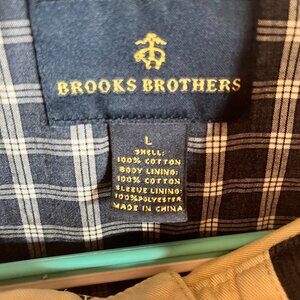 BROOKS BROTHERS
L
SHELL:
100% COTTON
BODY LINING:
100% COTTON
SLEEVE LINING:
100% POLYESTER
MADE IN CHINA